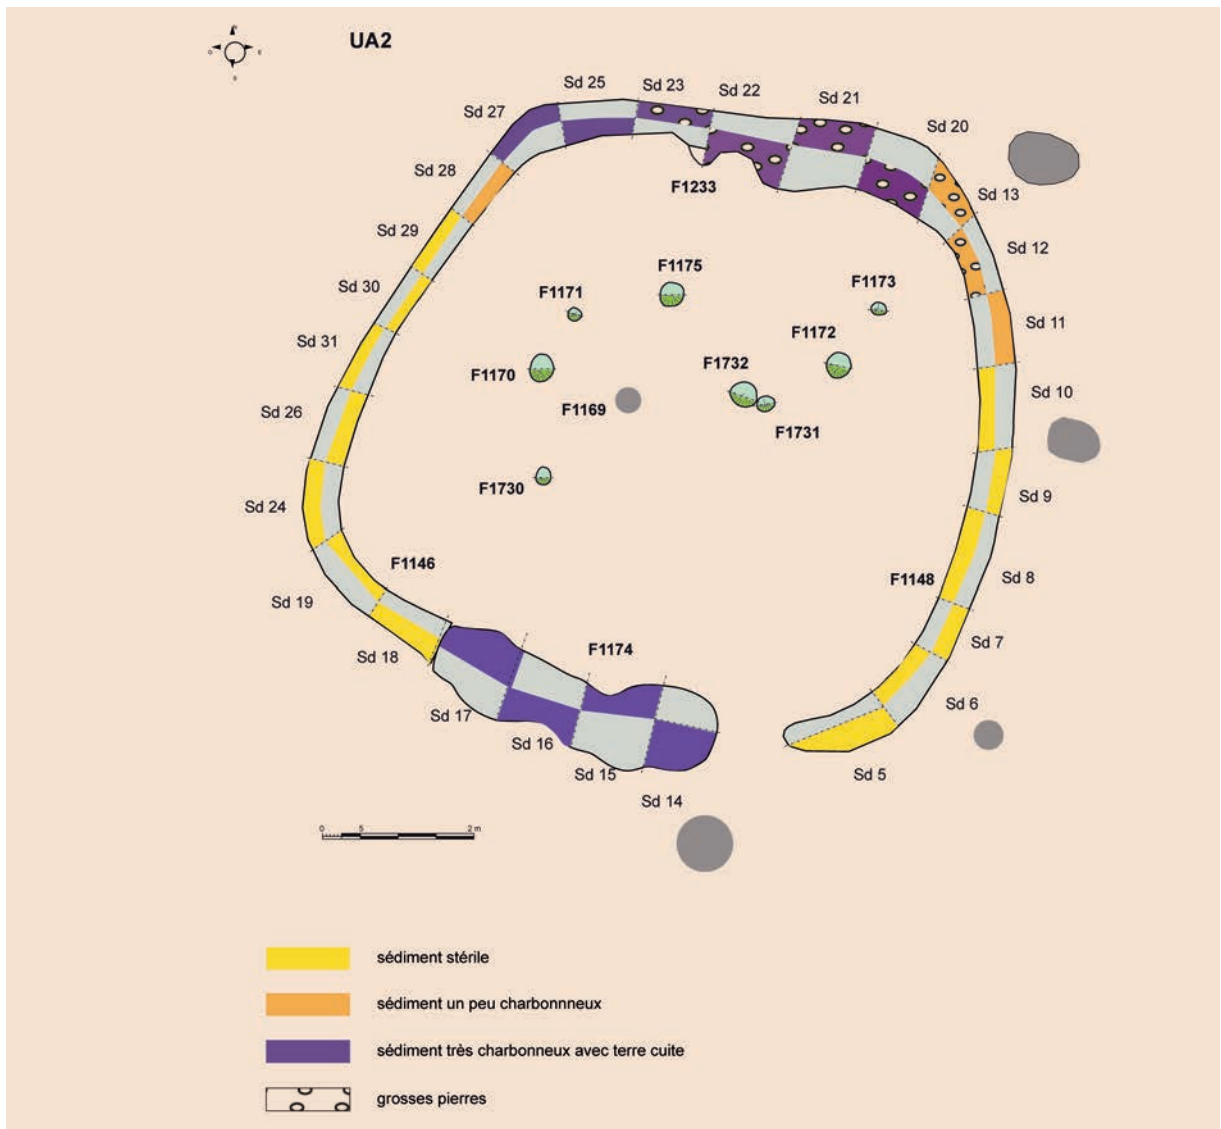 N
O
E
S
UA2
Sd 25
Sd 23
Sd 22
Sd 21
Sd 20
Sd 27
Sd 28
Sd 13
F1233
Sd 29
Sd 12
Sd 30
F1175
F1171
F1173
Sd 31
Sd 11
F1172
F1732
F1170
Sd 10
Sd 26
F1169
F1731
F1730
Sd 9
Sd 24
F1146
F1148
Sd 8
Sd 19
Sd 18
F1174
Sd 7
Sd 17
Sd 6
Sd 16
Sd 15
Sd 5
Sd 14
0 5 2 m
sédiment stérile
sédiment un peu charbonnneux
sédiment très charbonneux avec terre cuite
grosses pierres